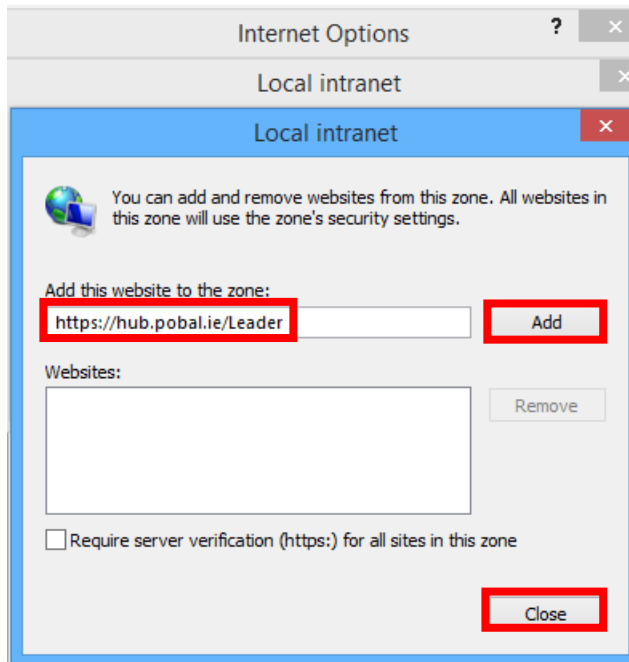 Internet Options
?
Local intranet
Local intranet
You can add and remove websites from this zone. All websites in
this zone will use the zone's security settings.
Add this website to the zone:
https://hub.pobal.ie/Leader
Add
Websites:
Remove
Require server verification (https:) for all sites in this zone
Close